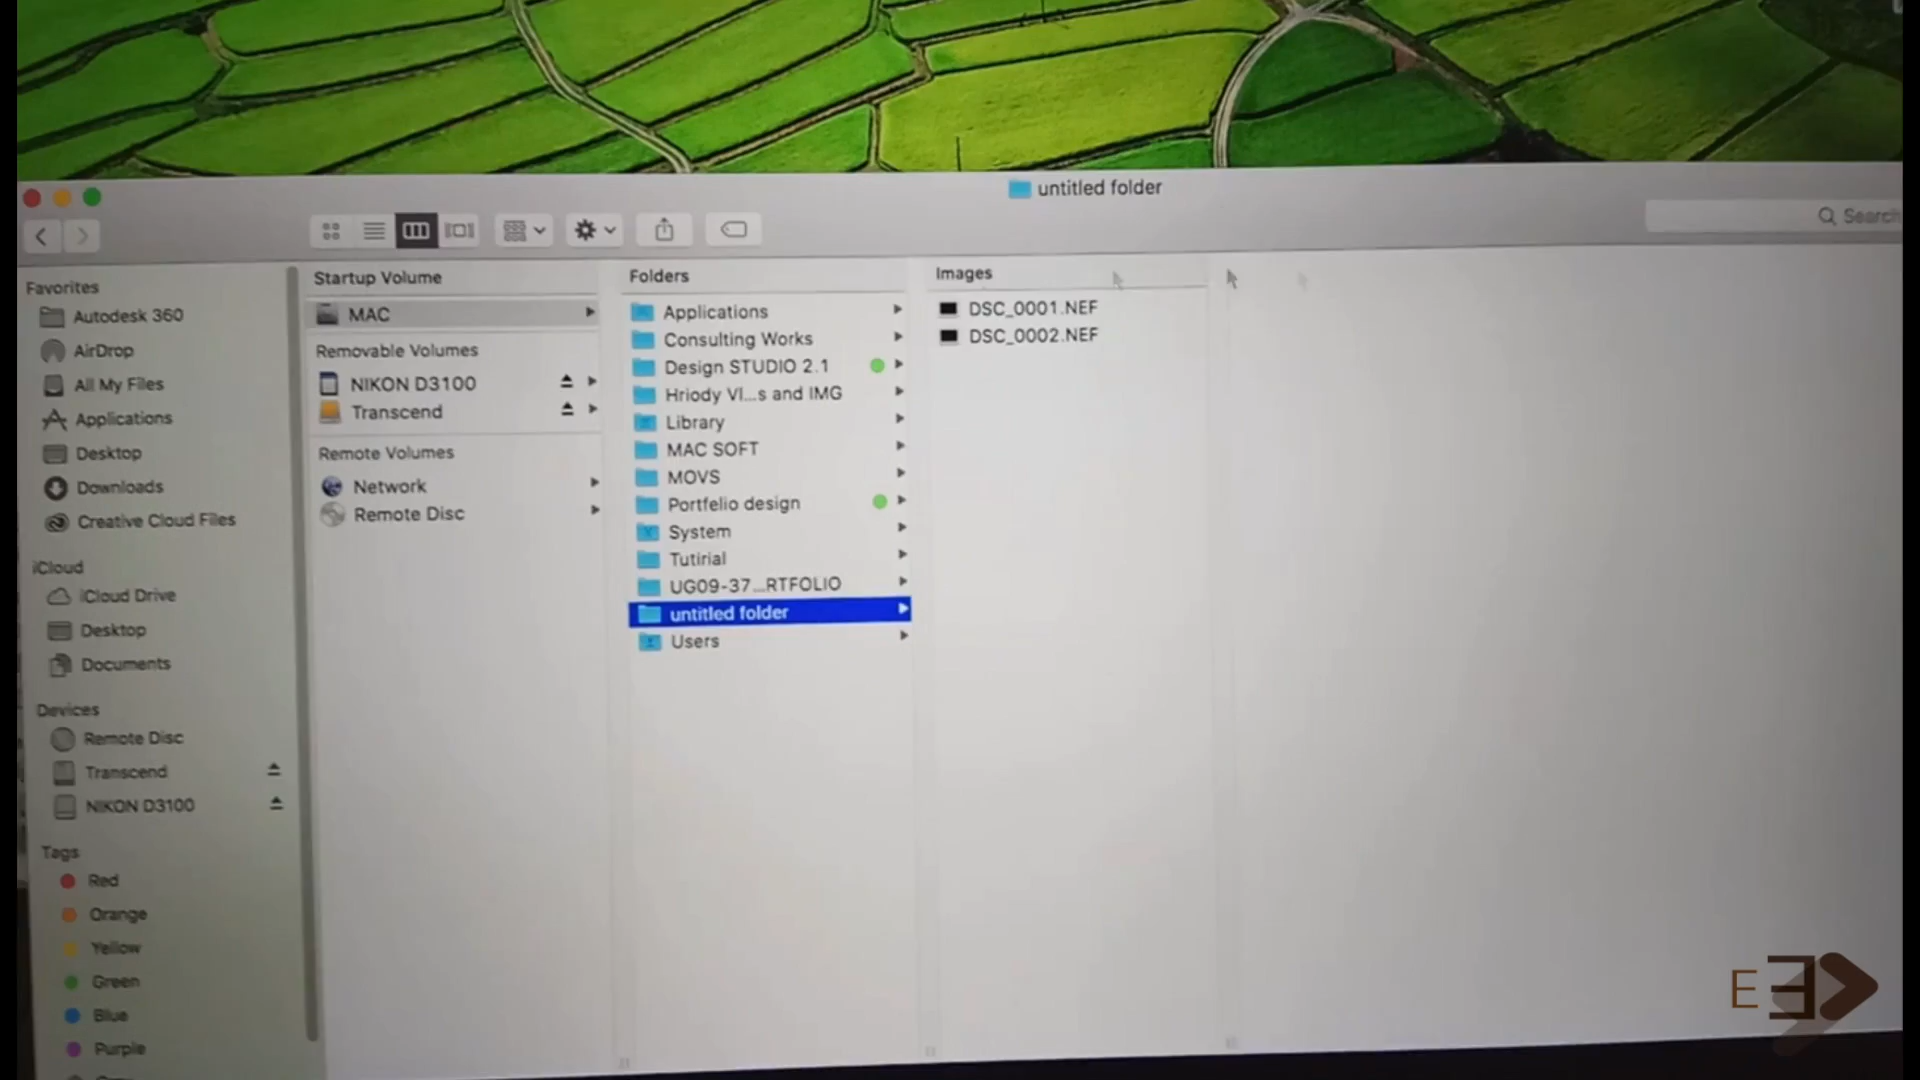 untitled folder
Search
Favorites
Autodesk 360
AirDrop
All My Files
Applications
Desktop
Downloads
Creative Cloud Files
iCloud
iCloud Drive
Desktop
Documents
Devices
Remote Disc
Transcend
NIKON D3100
Tags
Red
Orange
Yellow
Green
Blue
Purple
Startup Volume
MAC
Removable Volumes
NIKON D3100
Transcend
Remote Volumes
Network
Remote Disc
Folders
Applications
Consulting Works
Design STUDIO 2.1
Hriody VI...s and IMG
Library
MAC SOFT
MOVS
Portfelio design
System
Tutirial
UG09-37...RTFOLIO
untitled folder
Users
Images
DSC_0001.NEF
DSC_0002.NEF
E